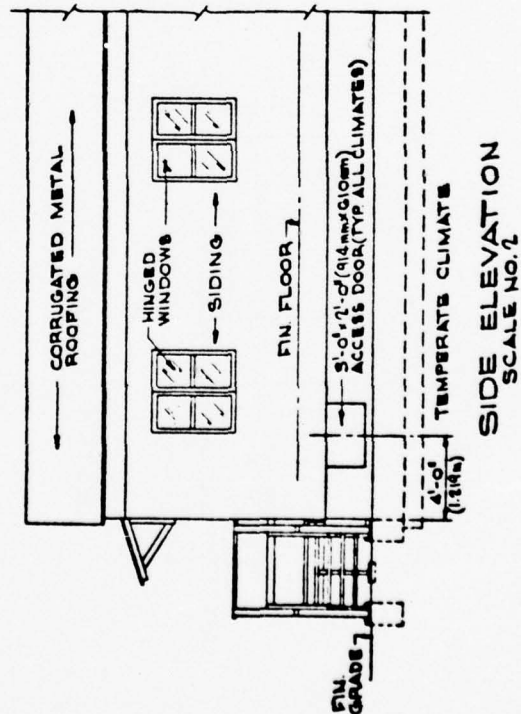 CORRUGATED METAL
ROOFING
HINGED
WINDOWS
SIDING
FIN. FLOOR
3'-0" x 2'-0" (914mm x 610mm)
ACCESS DOOR (TYP ALL CLIMATES)
4'-0"
(1.219m)
TEMPERATE CLIMATE
FIN.
GRADE
SIDE ELEVATION
SCALE NO. 2